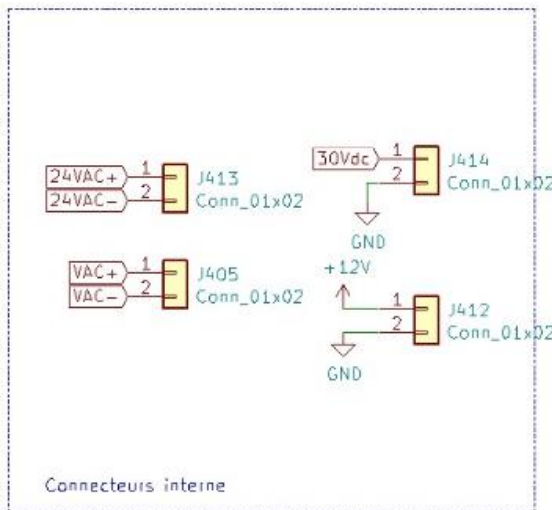 24VAC+ 1 J413
24VAC- 2 Conn_01x02
VAC+ 1 J405
VAC- 2 Conn_01x02
30Vdc 1 J414
2 Conn_01x02
GND
+12V
1 J412
2 Conn_01x02
GND
Connecteurs interne